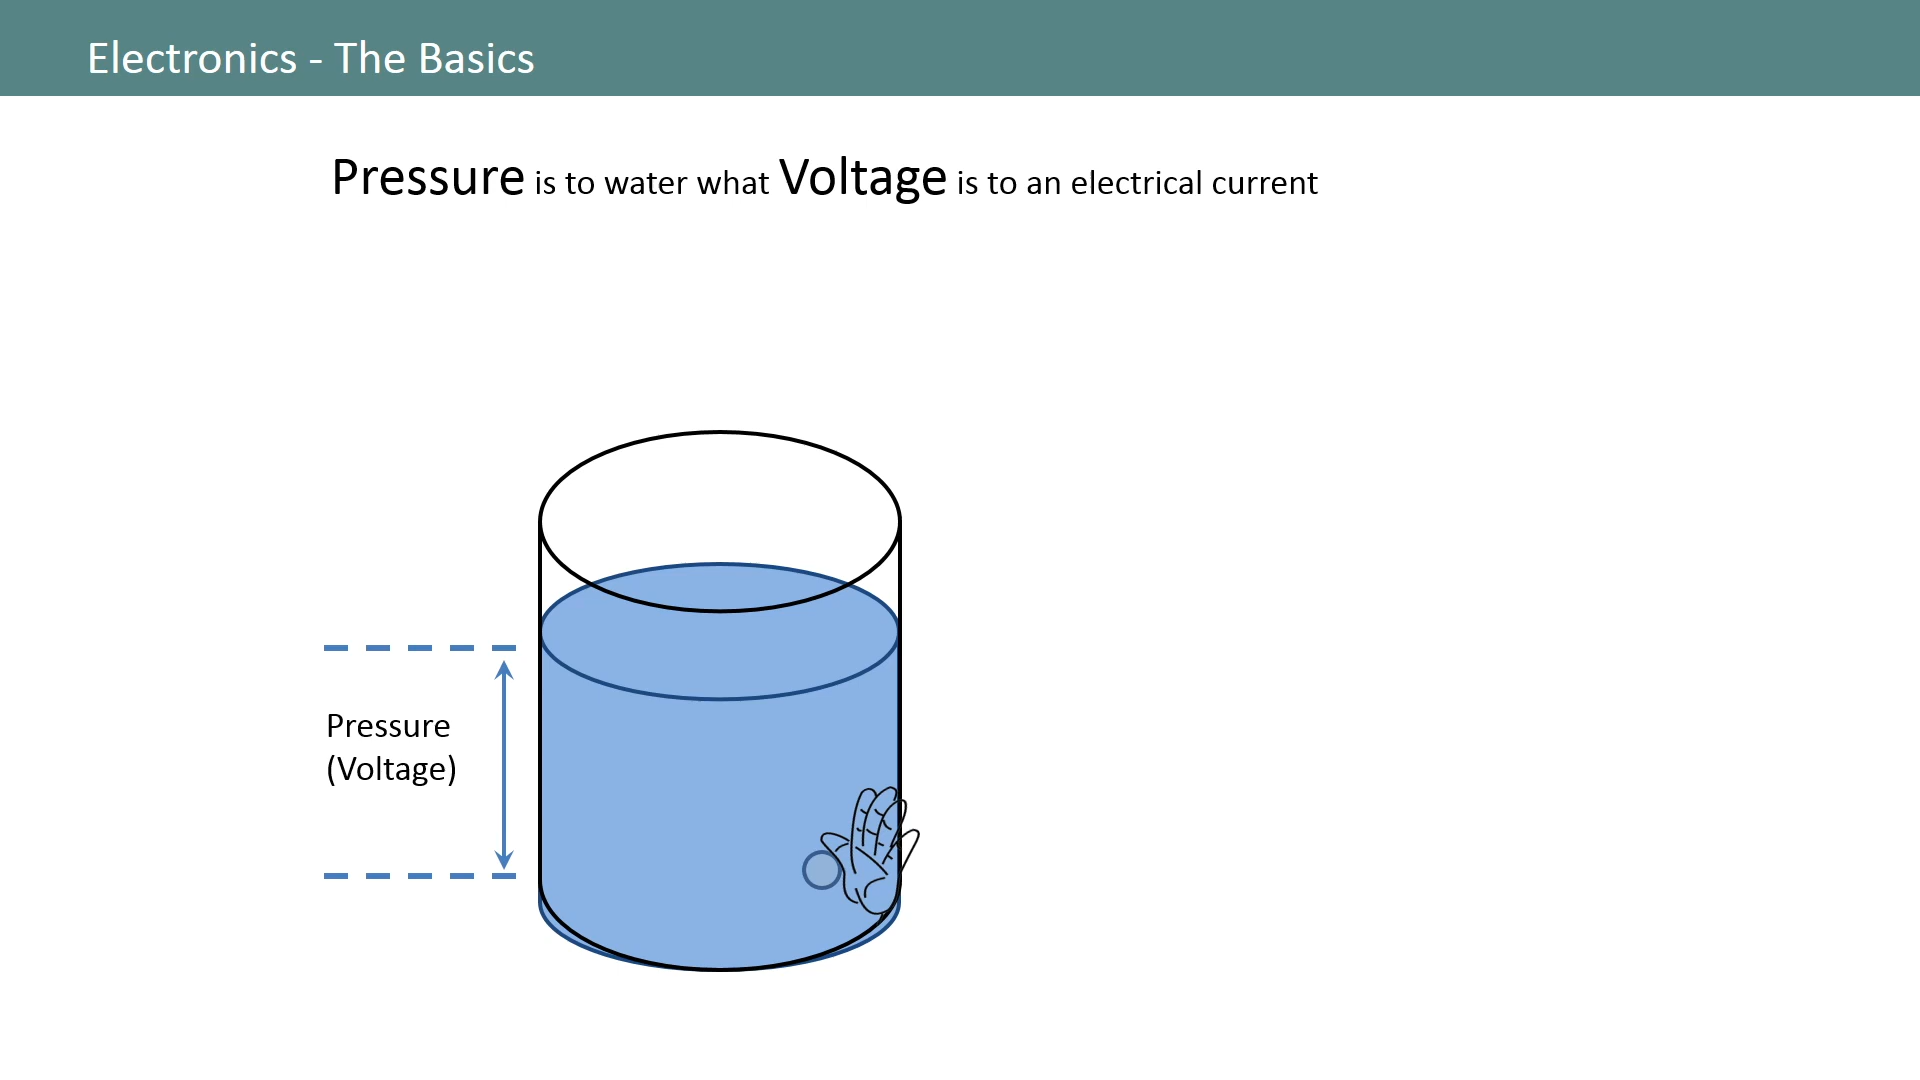 Electronics - The Basics
Pressure is to water what Voltage is to an electrical current
Pressure
(Voltage)